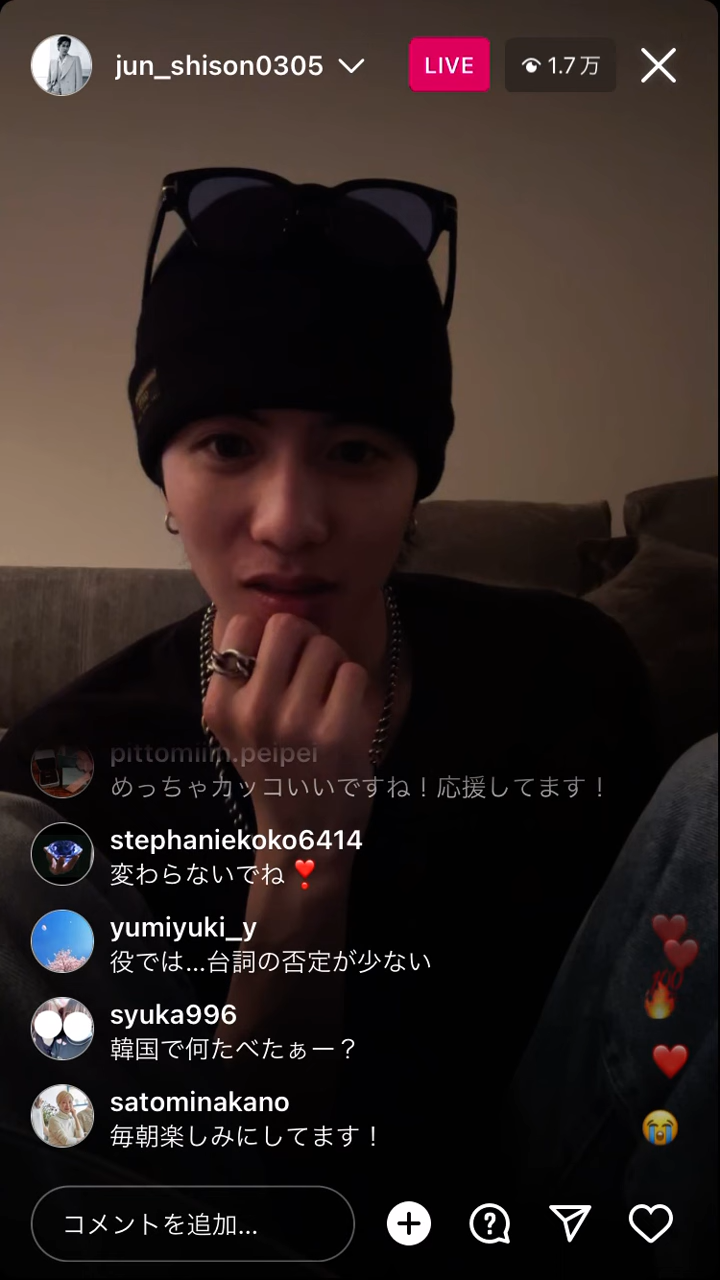 jun_shison0305
LIVE
1.7万
pittomiim.peipei
めっちゃカッコいいですね！応援してます！
stephaniekoko6414
変わらないでね❣️
yumiyuki_y
役では...台詞の否定が少ない
syuka996
韓国で何たべたぁー？
satominakano
毎朝楽しみにしてます！
コメントを追加...